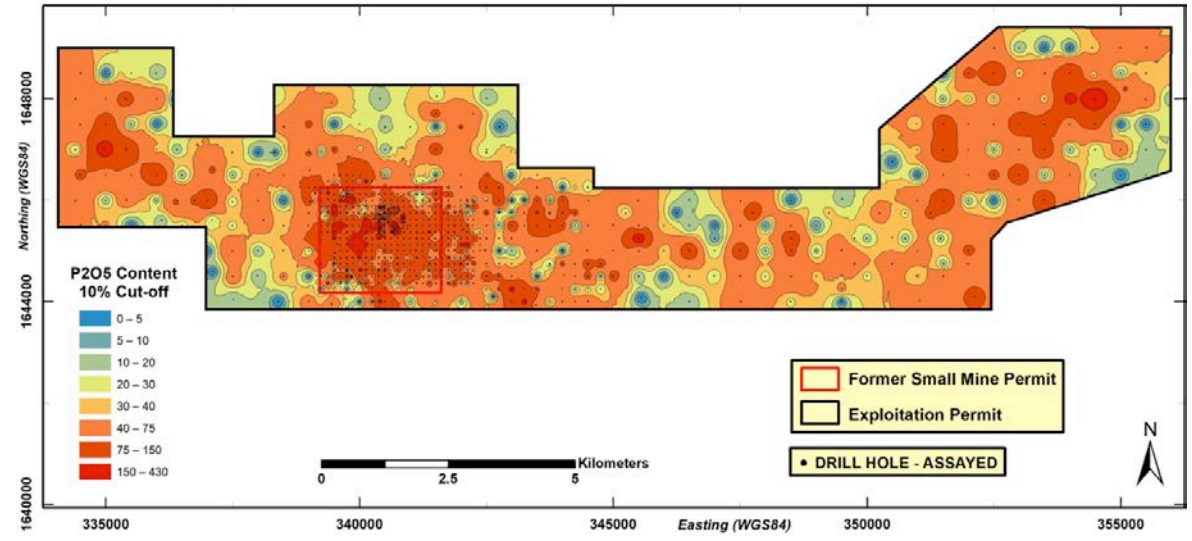 Northing (WGS84)
1648000
1644000
1640000
P2O5 Content
10% Cut-off
0 – 5
5 – 10
10 – 20
20 – 30
30 – 40
40 – 75
75 – 150
150 – 430
Former Small Mine Permit
Exploitation Permit
DRILL HOLE - ASSAYED
N
Kilometers
0 2.5 5
335000 340000 345000 Easting (WGS84) 350000 355000